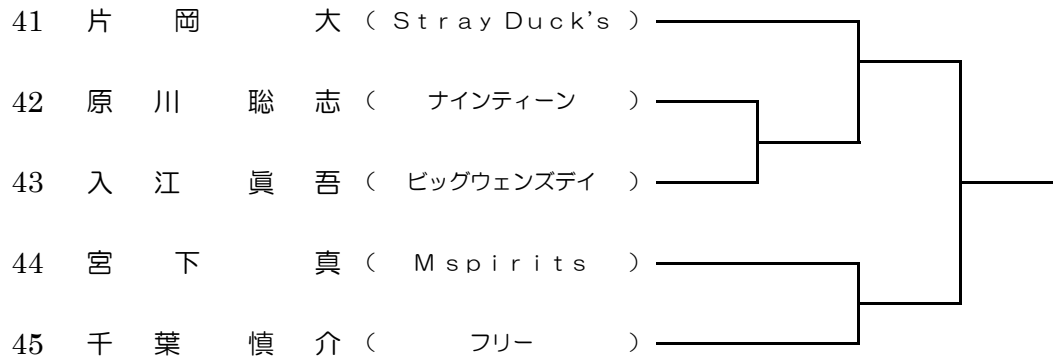 41 片岡 大 ( Stray Duck's )
42 原川 聡志 ( ナインティーン )
43 入江 眞吾 ( ビッグウェンズデイ )
44 宮下 真 ( M spirits )
45 千葉 慎介 ( フリー )